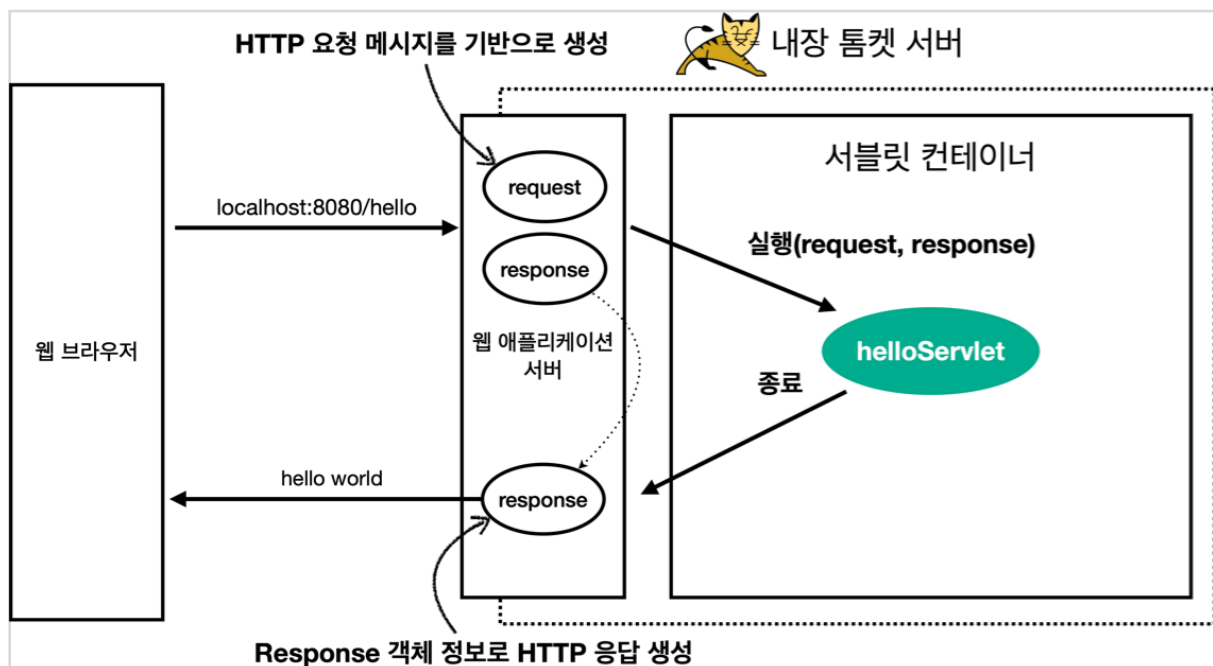 HTTP 요청 메시지를 기반으로 생성
내장 톰켓 서버
서블릿 컨테이너
request
localhost:8080/hello
실행(request, response)
response
웹 브라우저
웹 애플리케이션
서버
helloServlet
종료
hello world
response
Response 객체 정보로 HTTP 응답 생성